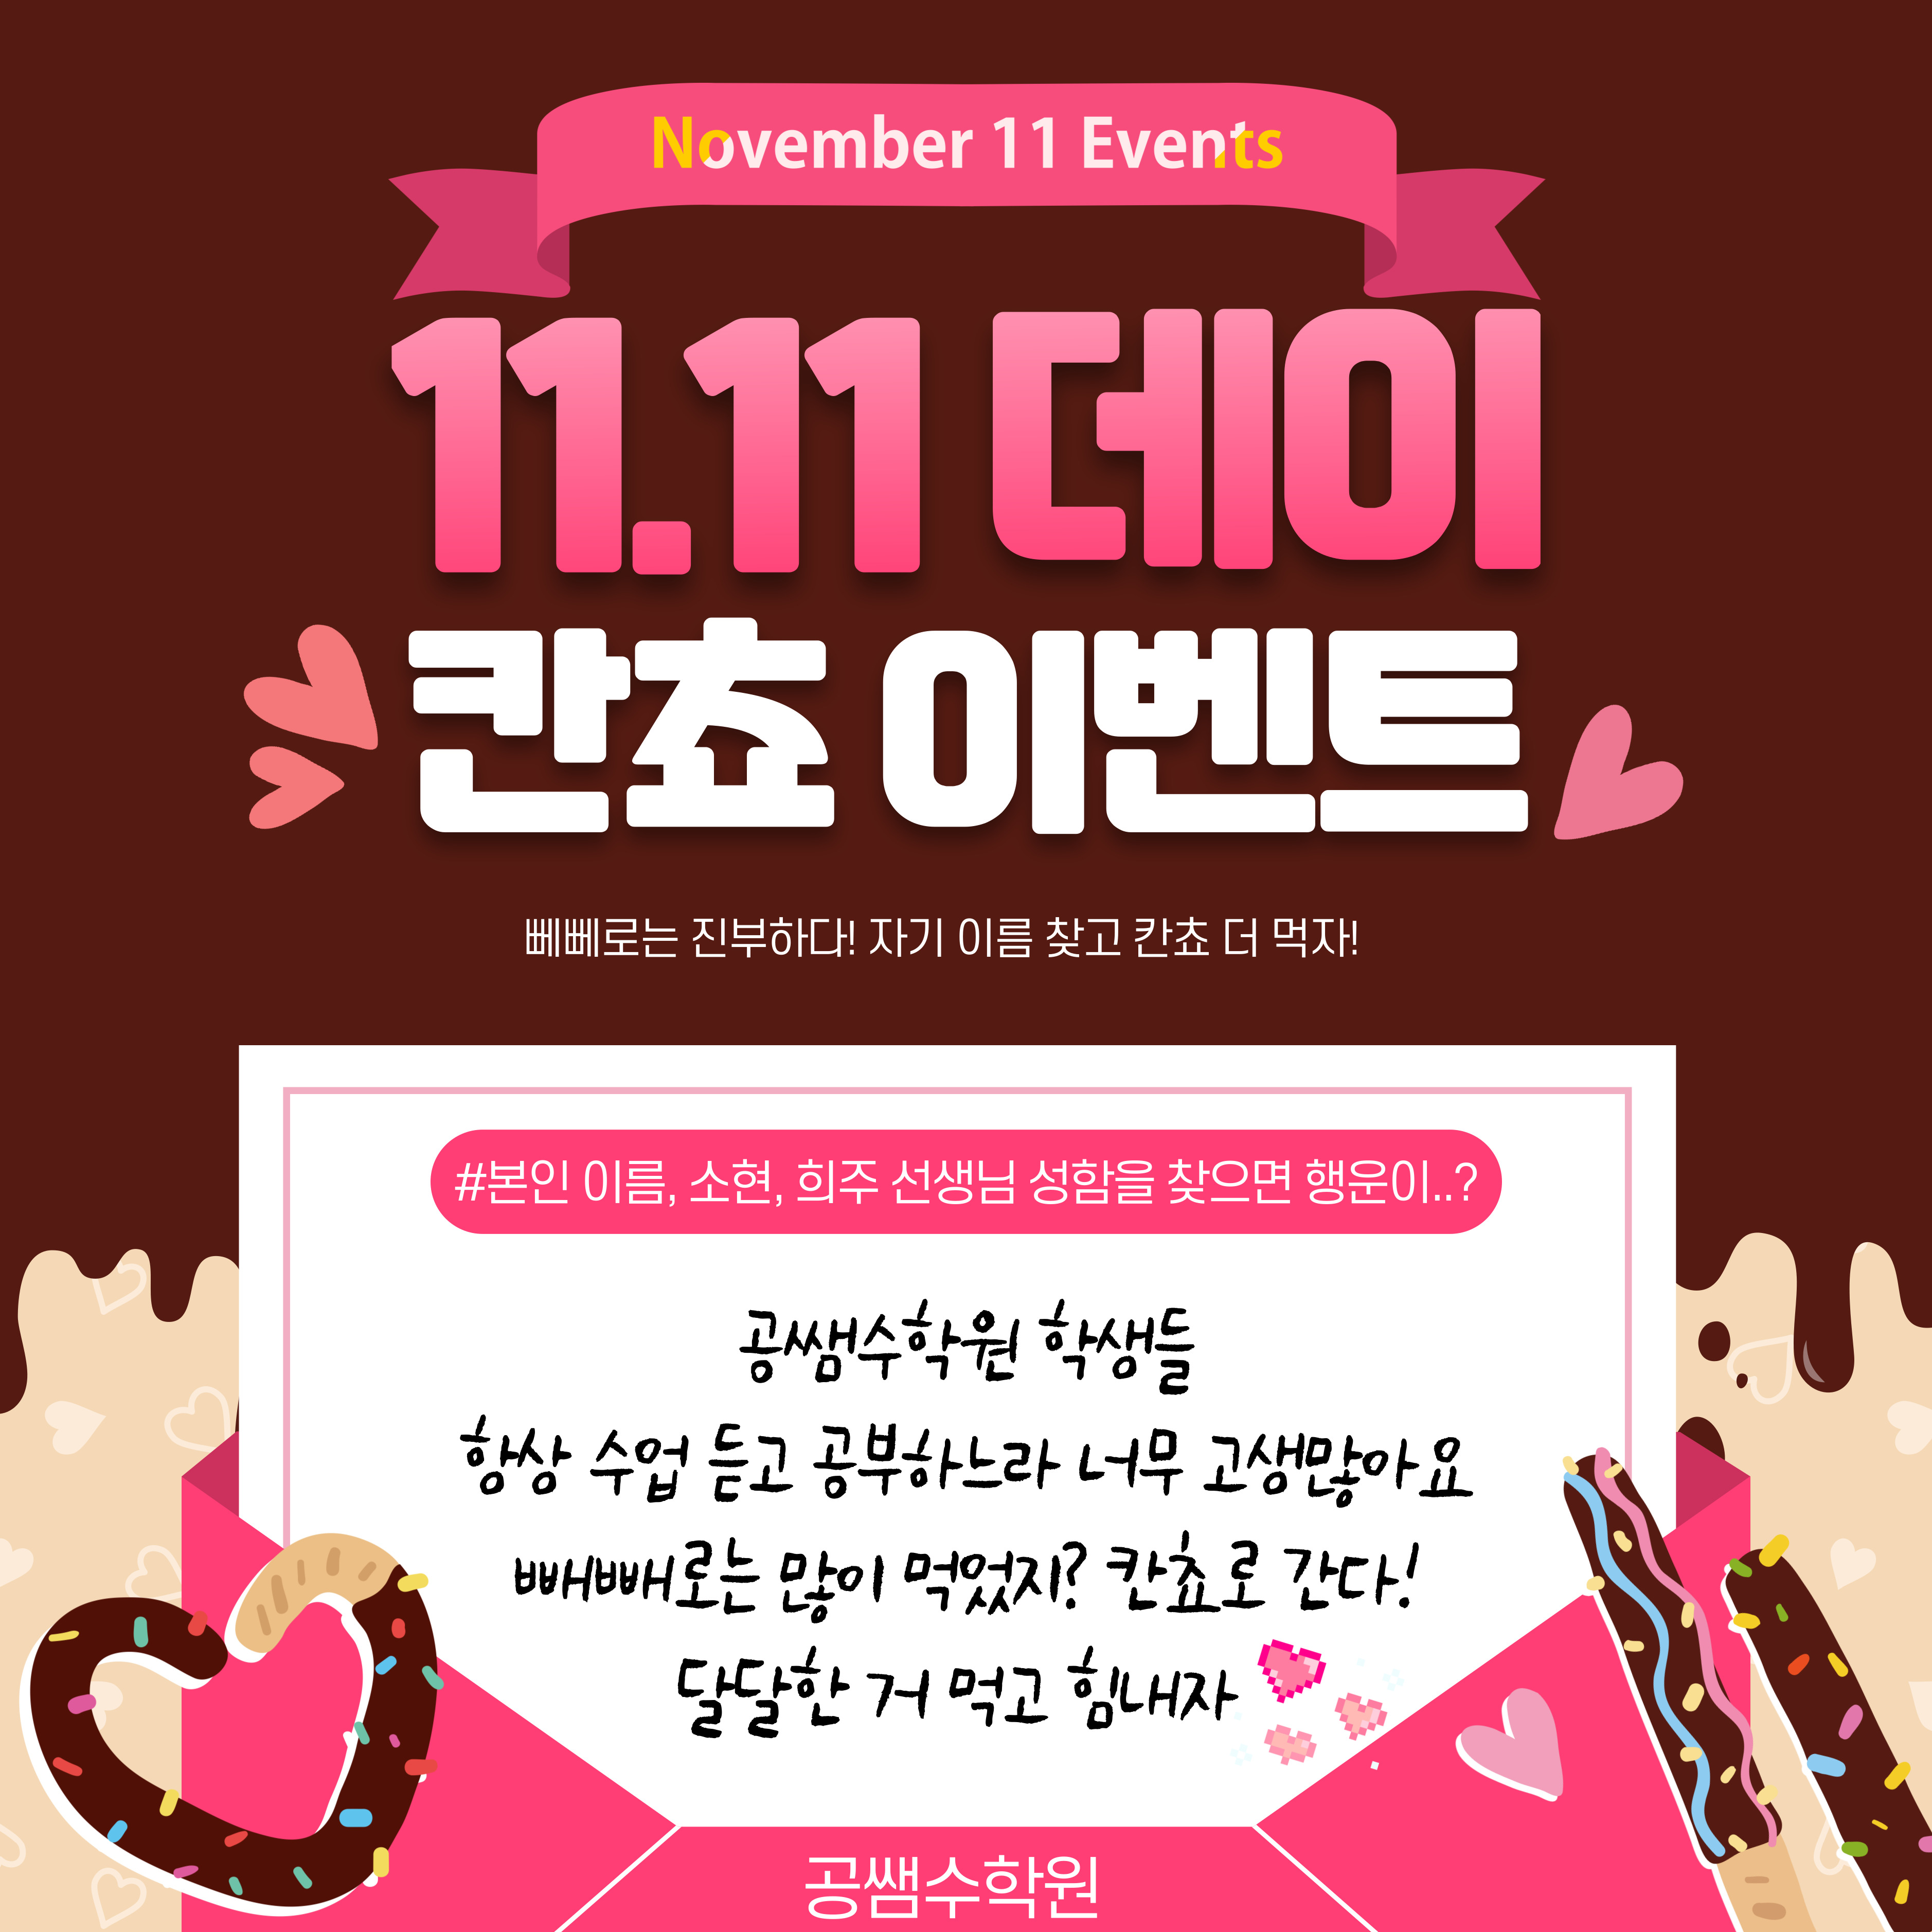 November 11 Events
11.11 데이
칸쵸 이벤트
빼빼로는 진부하다! 자기 이름 찾고 칸쵸 더 먹자!
#본인 이름, 소현, 희주 선생님 성함을 찾으면 행운이..?
공쌤수학원 학생들
항상 수업 듣고 공부하느라 너무 고생많아요
빼빼로는 많이 먹었지? 칸쵸로 간다!
달달한 거 먹고 힘내자
공쌤수학원